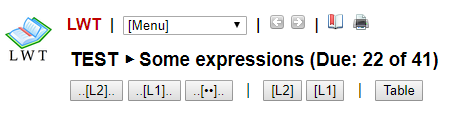 LWT | [Menu] | |
LWT
TEST ▸ Some expressions (Due: 22 of 41)
..[L2].. ..[L1].. ..[••].. | [L2] [L1] | Table